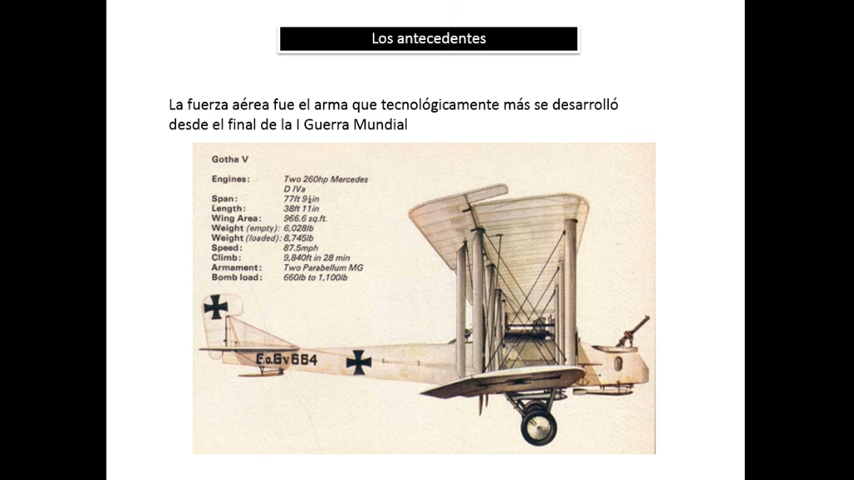 Los antecedentes
La fuerza aérea fue el arma que tecnológicamente más se desarrolló
desde el final de la I Guerra Mundial
Gotha V
Engines: Two 260hp Mercedes
D IVa
Span: 77ft 9¼in
Length: 38ft 11in
Wing Area: 966.6 sq.ft.
Weight (empty): 6,028lb
Weight (loaded): 8,745lb
Speed: 87.5mph
Climb: 9,840ft in 28 min
Armament: Two Parabellum MG
Bomb load: 660lb to 1,100lb